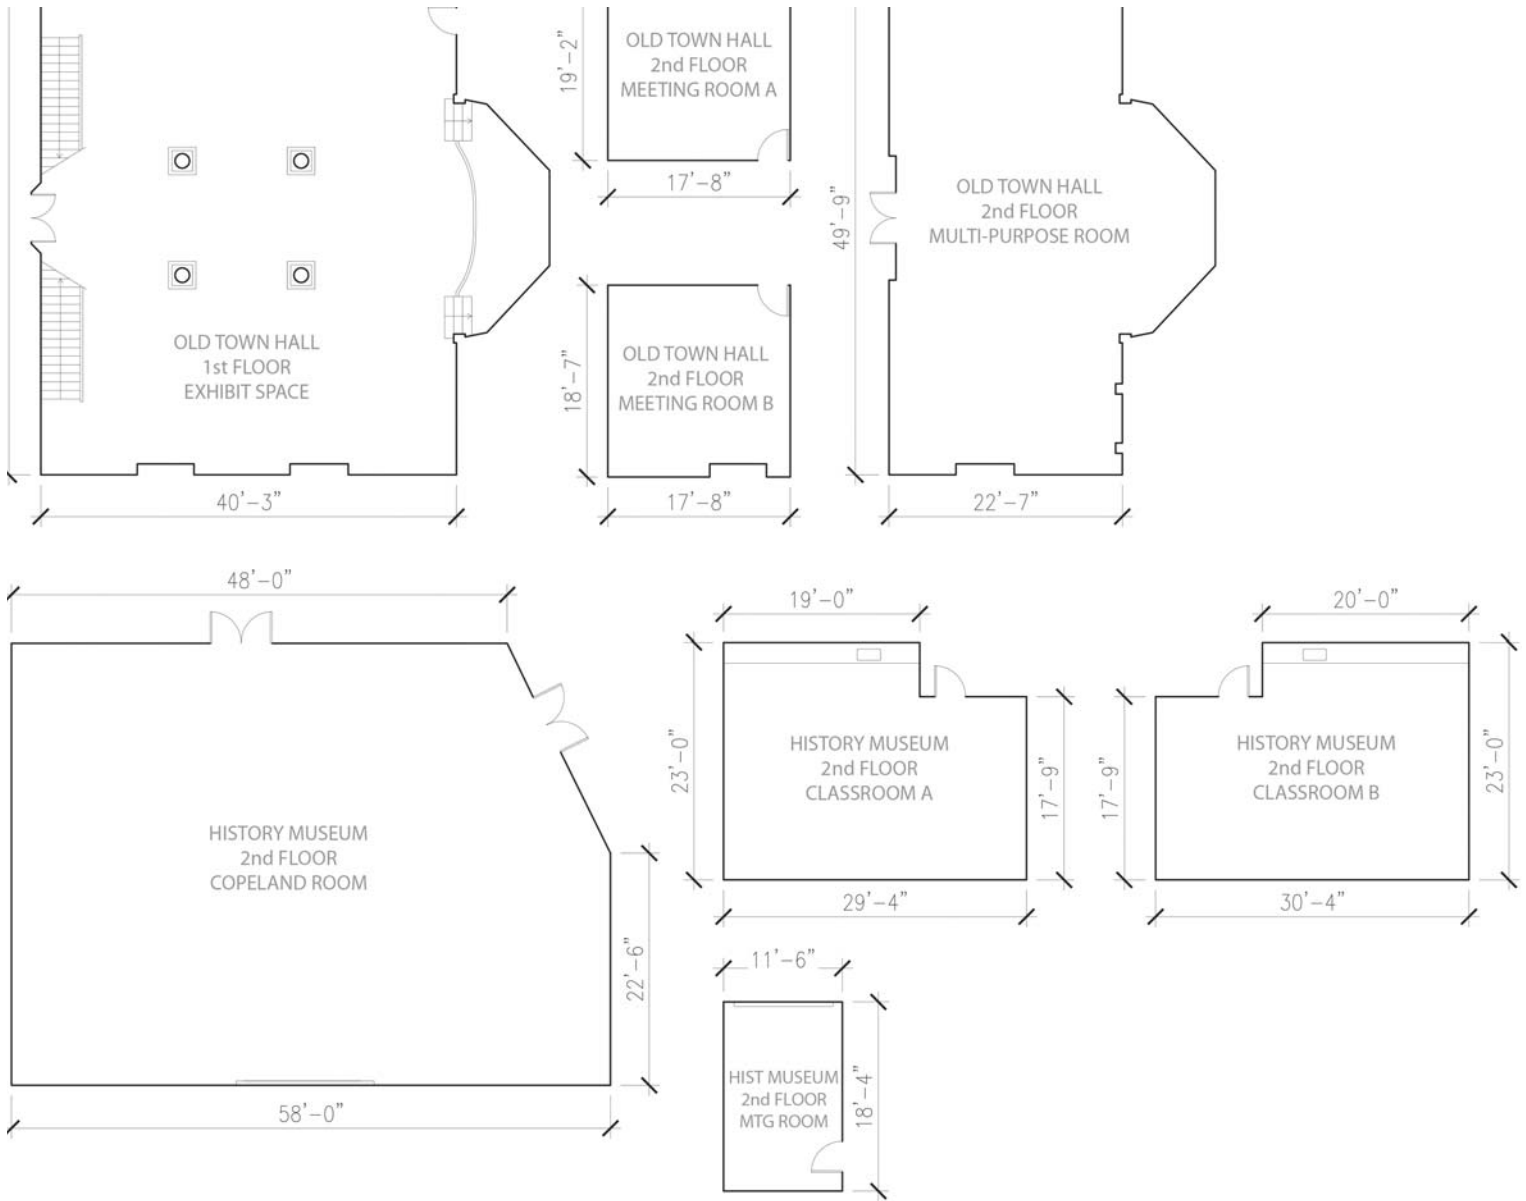 19'-2"
OLD TOWN HALL
2nd FLOOR
MEETING ROOM A
17'-8"
49'-9"
OLD TOWN HALL
2nd FLOOR
MULTI-PURPOSE ROOM
OLD TOWN HALL
1st FLOOR
EXHIBIT SPACE
40'-3"
18'-7"
OLD TOWN HALL
2nd FLOOR
MEETING ROOM B
17'-8"
22'-7"
48'-0"
HISTORY MUSEUM
2nd FLOOR
COPELAND ROOM
22'-6"
58'-0"
19'-0"
23'-0"
HISTORY MUSEUM
2nd FLOOR
CLASSROOM A
17'-9"
29'-4"
20'-0"
17'-9"
HISTORY MUSEUM
2nd FLOOR
CLASSROOM B
23'-0"
30'-4"
11'-6"
HIST MUSEUM
2nd FLOOR
MTG ROOM
18'-4"